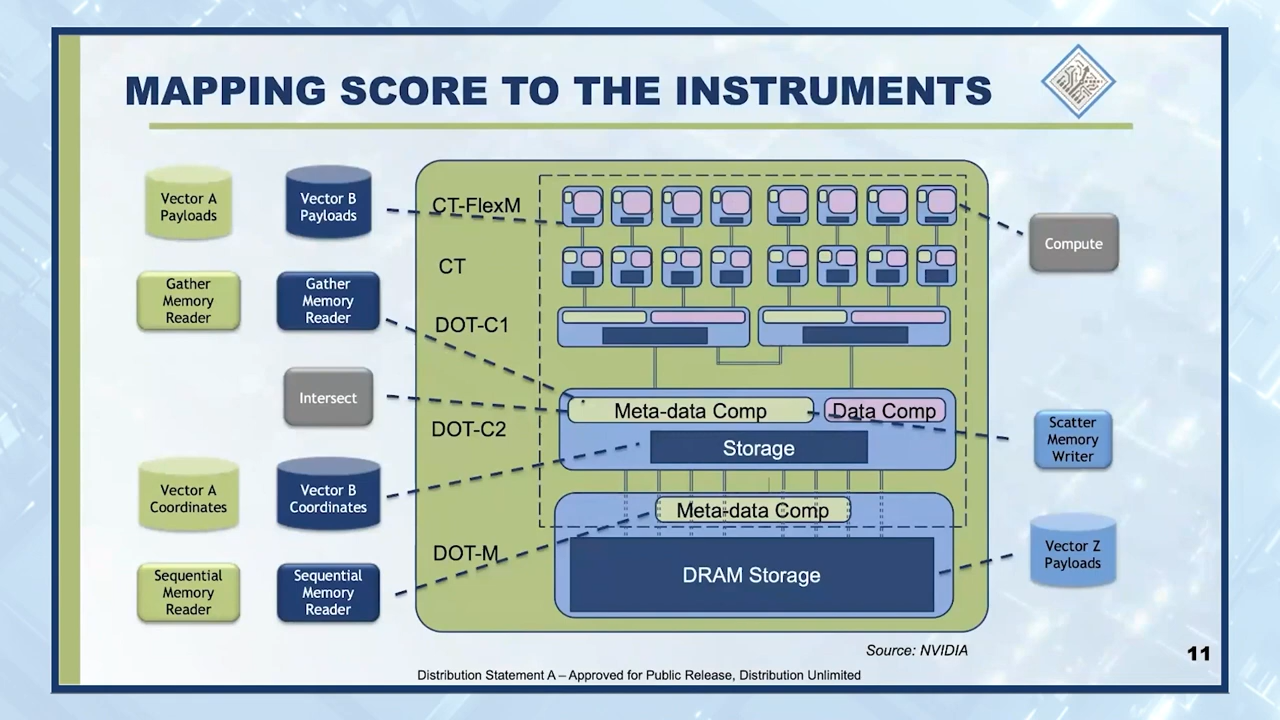 MAPPING SCORE TO THE INSTRUMENTS
Vector A
Payloads
Vector B
Payloads
Gather
Memory
Reader
Gather
Memory
Reader
Intersect
Vector A
Coordinates
Vector B
Coordinates
Sequential
Memory
Reader
Sequential
Memory
Reader
CT-FlexM
CT
DOT-C1
DOT-C2
DOT-M
Meta-data Comp
Data Comp
Storage
Meta-data Comp
DRAM Storage
Compute
Scatter
Memory
Writer
Vector Z
Payloads
Source: NVIDIA
11
Distribution Statement A – Approved for Public Release, Distribution Unlimited